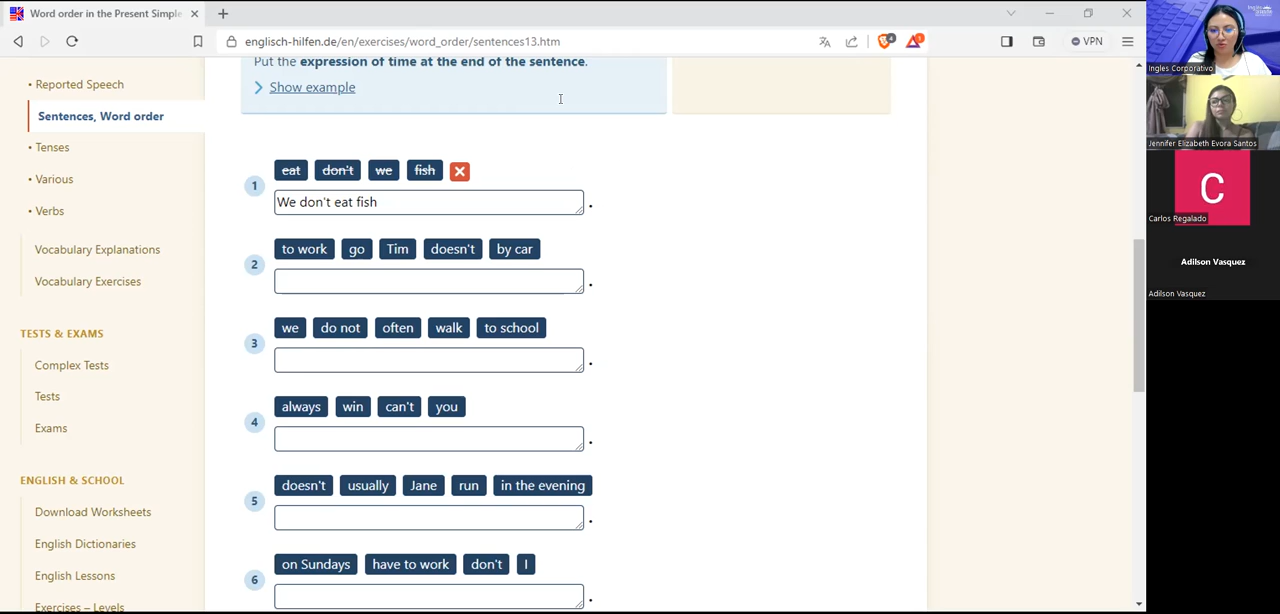 Word order in the Present Simple
englisch-hilfen.de/en/exercises/word_order/sentences13.htm
4
1
VPN
Ingles Corporativo
Jennifer Elizabeth Evora Santos
C
Carlos Regalado
Adilson Vasquez
Adilson Vasquez
• Reported Speech
Sentences, Word order
• Tenses
• Various
• Verbs
Vocabulary Explanations
Vocabulary Exercises
TESTS & EXAMS
Complex Tests
Tests
Exams
ENGLISH & SCHOOL
Download Worksheets
English Dictionaries
English Lessons
Exercises – Levels
Put the expression of time at the end of the sentence.
Show example
eat don't we fish
1 We don't eat fish .
to work go Tim doesn't by car
2 .
we do not often walk to school
3 .
always win can't you
4 .
doesn't usually Jane run in the evening
5 .
on Sundays have to work don't I
6 .